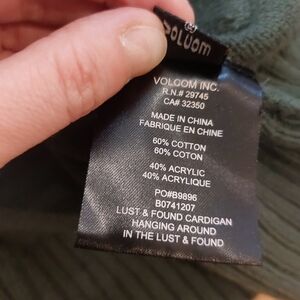 VOLCOM
VOLCOM INC.
R.N.# 29745
CA# 32350
MADE IN CHINA
FABRIQUE EN CHINE
60% COTTON
60% COTON
40% ACRYLIC
40% ACRYLIQUE
PO#B9896
B0741207
LUST & FOUND CARDIGAN
HANGING AROUND
IN THE LUST & FOUND